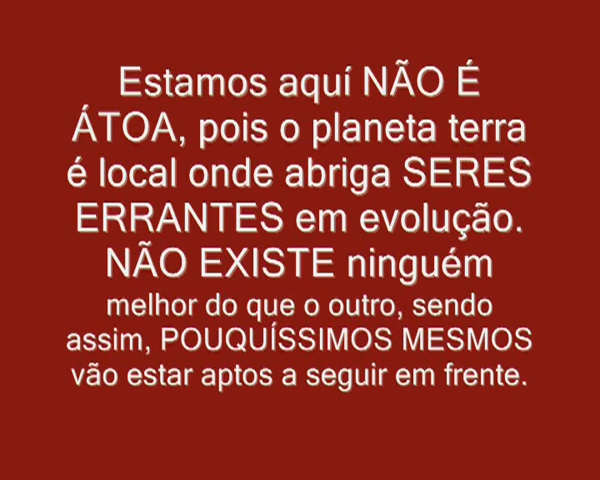 Estamos aquí NÃO É
ÁTOA, pois o planeta terra
é local onde abriga SERES
ERRANTES em evolução.
NÃO EXISTE ninguém
melhor do que o outro, sendo
assim, POUQUÍSSIMOS MESMOS
vão estar aptos a seguir em frente.